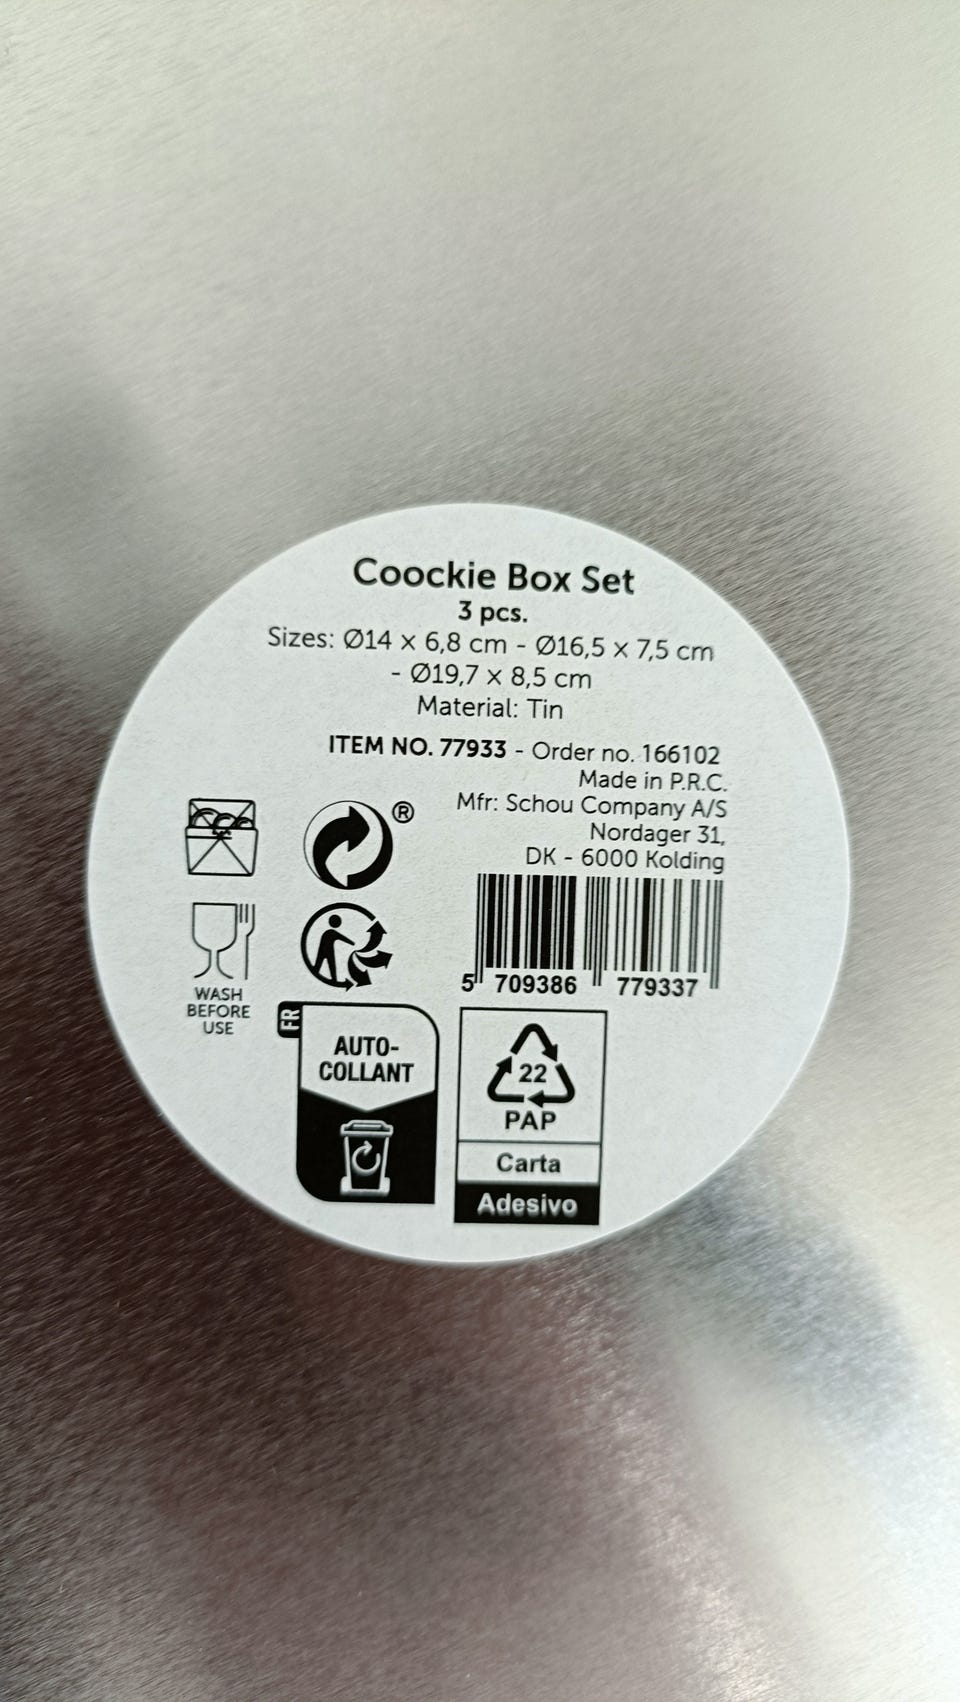 Coockie Box Set
3 pcs.
Sizes: Ø14 x 6,8 cm - Ø16,5 x 7,5 cm
- Ø19,7 x 8,5 cm
Material: Tin
ITEM NO. 77933 - Order no. 166102
Made in P.R.C.
Mfr: Schou Company A/S
Nordager 31,
DK - 6000 Kolding
®
5 709386 779337
WASH
BEFORE
USE
FR
AUTO-
COLLANT
22
PAP
Carta
Adesivo